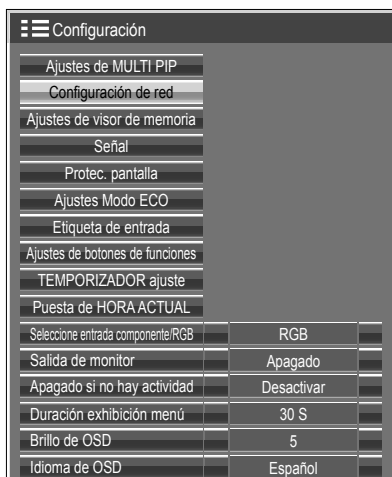 Configuración
Ajustes de MULTI PIP
Configuración de red
Ajustes de visor de memoria
Señal
Protec. pantalla
Ajustes Modo ECO
Etiqueta de entrada
Ajustes de botones de funciones
TEMPORIZADOR ajuste
Puesta de HORA ACTUAL
Seleccione entrada componente/RGB RGB
Salida de monitor Apagado
Apagado si no hay actividad Desactivar
Duración exhibición menú 30 S
Brillo de OSD 5
Idioma de OSD Español